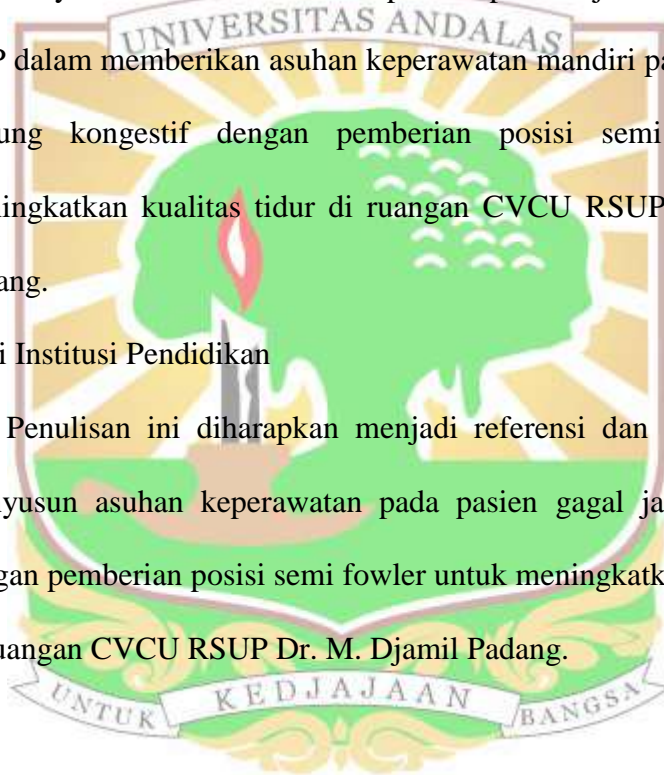 UNIVERSITAS ANDALAS
P dalam memberikan asuhan keperawatan mandiri pa
ung kongestif dengan pemberian posisi semi
ingkatkan kualitas tidur di ruangan CVCU RSUP
ang.
i Institusi Pendidikan
Penulisan ini diharapkan menjadi referensi dan
yusun asuhan keperawatan pada pasien gagal ja
gan pemberian posisi semi fowler untuk meningkatk
uangan CVCU RSUP Dr. M. Djamil Padang.
UNTUK KEDJAJAAN BANGSA